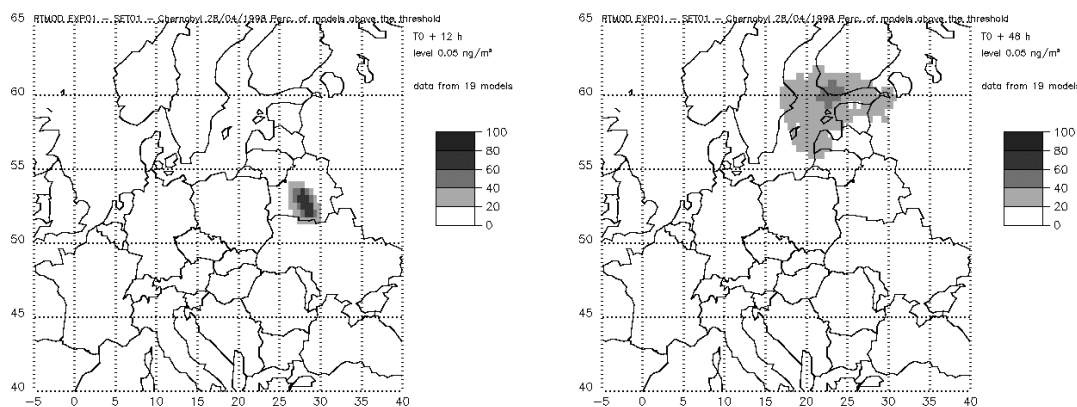 RTMOD EXP01 - SET01 - Chernobyl 28/04/1998 Perc. of models above the threshold
T0 + 12 h
level 0.05 ng/m³
data from 19 models
65
60
55
50
45
40
-5 0 5 10 15 20 25 30 35 40
100
80
60
40
20
0
RTMOD EXP01 - SET01 - Chernobyl 28/04/1998 Perc. of models above the threshold
T0 + 48 h
level 0.05 ng/m³
data from 19 models
65
60
55
50
45
40
-5 0 5 10 15 20 25 30 35 40
100
80
60
40
20
0